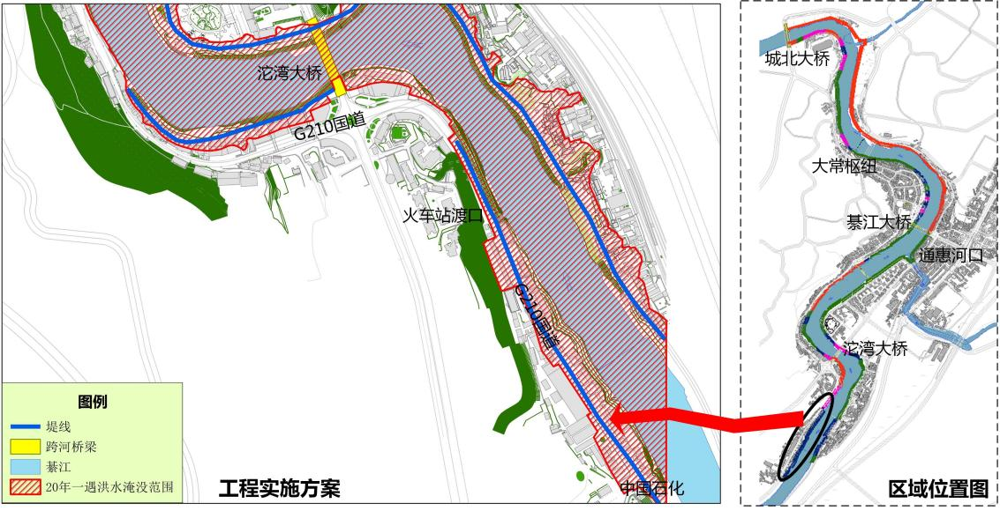 沱湾大桥
G210国道
火车站渡口
G210国道
中国石化
图例
堤线
跨河桥梁
綦江
20年一遇洪水淹没范围
工程实施方案
城北大桥
大常枢纽
綦江大桥
通惠河口
沱湾大桥
区域位置图